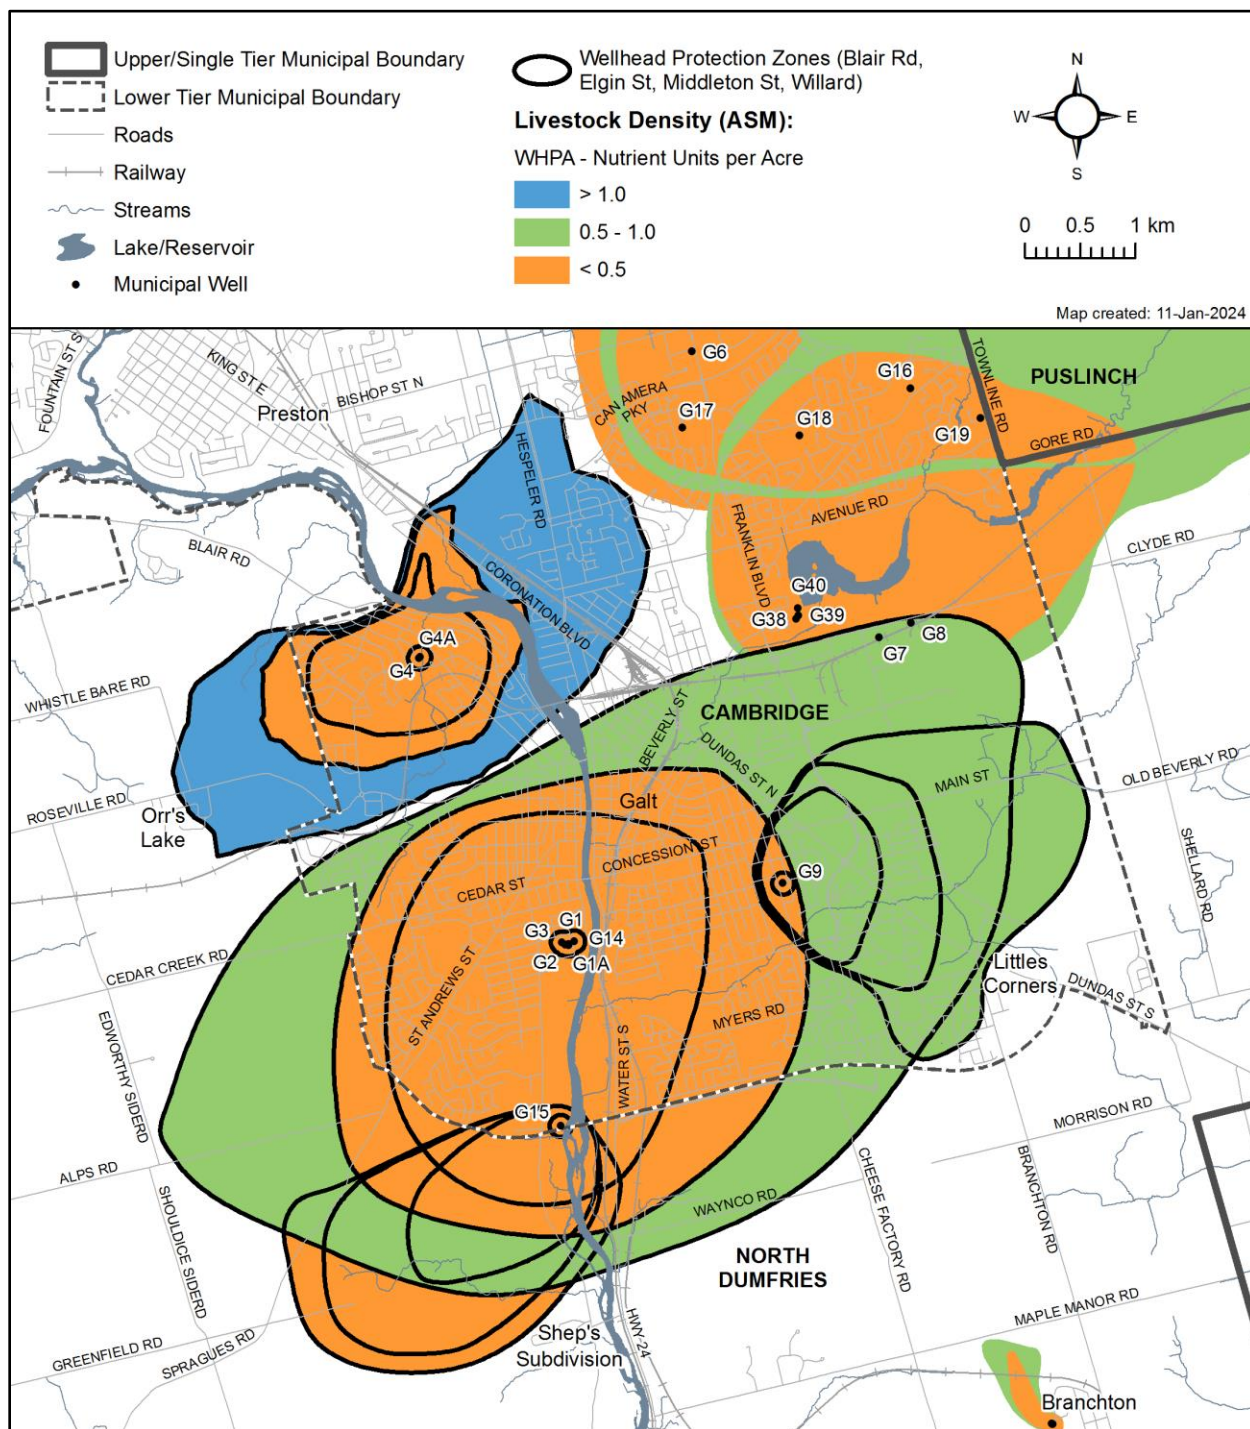 Upper/Single Tier Municipal Boundary
Lower Tier Municipal Boundary
Roads
Railway
Streams
Lake/Reservoir
Municipal Well
Wellhead Protection Zones (Blair Rd,
Elgin St, Middleton St, Willard)
Livestock Density (ASM):
WHPA - Nutrient Units per Acre
> 1.0
0.5 - 1.0
< 0.5
N
W
E
S
0 0.5 1 km
Map created: 11-Jan-2024
FOUNTAIN ST S
KING ST E
Preston
BISHOP ST N
HESPELER RD
CAN AMERA
PKY
G6
G17
G18
G16
G19
TOWNLINE RD
PUSLINCH
GORE RD
AVENUE RD
FRANKLIN BLVD
CLYDE RD
BLAIR RD
CORONATION BLVD
G40
G39
G38
G8
G7
G4A
G4
WHISTLE BARE RD
CAMBRIDGE
BEVERLY ST
DUNDAS ST N
MAIN ST
OLD BEVERLY RD
ROSEVILLE RD
Orr's
Lake
Galt
CONCESSION ST
CEDAR ST
G9
SHELLARD RD
G1
G3
G14
G2
G1A
CEDAR CREEK RD
ST ANDREWS ST
Littles
Corners
DUNDAS ST S
MYERS RD
WATER ST S
EDWORTHY SIDERD
G15
MORRISON RD
ALPS RD
SHOULDICE SIDERD
WAYNCO RD
CHEESE FACTORY RD
BRANCHTON RD
NORTH
DUMFRIES
MAPLE MANOR RD
HWY-24
Shep's
Subdivision
GREENFIELD RD
SPRAGUES RD
Branchton